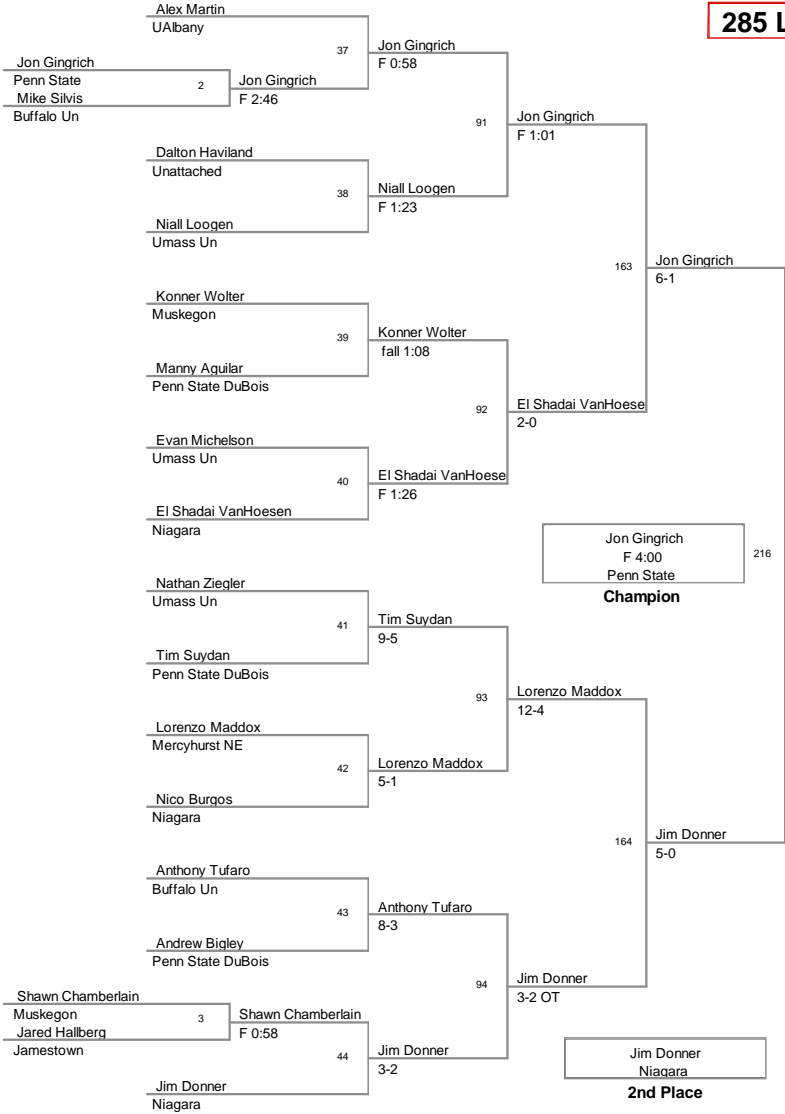 Alex Martin
UAlbany
285 L
37
Jon Gingrich
F 0:58
Jon Gingrich
Penn State
2
Jon Gingrich
F 2:46
Mike Silvis
Buffalo Un
91
Jon Gingrich
F 1:01
Dalton Haviland
Unattached
38
Niall Loogen
F 1:23
Niall Loogen
Umass Un
163
Jon Gingrich
6-1
Konner Wolter
Muskegon
39
Konner Wolter
fall 1:08
Manny Aguilar
Penn State DuBois
92
El Shadai VanHoese
2-0
Evan Michelson
Umass Un
40
El Shadai VanHoese
F 1:26
El Shadai VanHoesen
Niagara
Jon Gingrich
F 4:00
Penn State
216
Champion
Nathan Ziegler
Umass Un
41
Tim Suydan
9-5
Tim Suydan
Penn State DuBois
93
Lorenzo Maddox
12-4
Lorenzo Maddox
Mercyhurst NE
42
Lorenzo Maddox
5-1
Nico Burgos
Niagara
164
Jim Donner
5-0
Anthony Tufaro
Buffalo Un
43
Anthony Tufaro
8-3
Andrew Bigley
Penn State DuBois
94
Jim Donner
3-2 OT
Shawn Chamberlain
Muskegon
3
Shawn Chamberlain
F 0:58
Jared Hallberg
Jamestown
44
Jim Donner
3-2
Jim Donner
Niagara
Jim Donner
Niagara
2nd Place